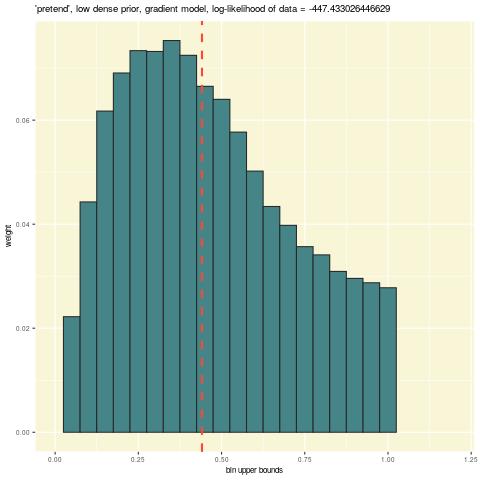 'pretend', low dense prior, gradient model, log-likelihood of data = -447.433026446629
0.06
0.04
0.02
0.00
weight
0.00 0.25 0.50 0.75 1.00 1.25
bin upper bounds